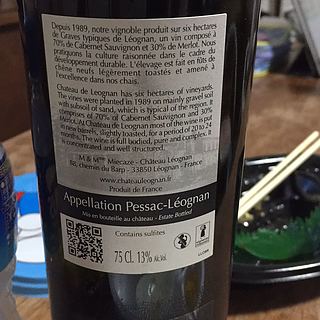 Depuis 1989, notre vignoble produit sur six hectares
de Graves typiques de Léognan, un vin composé à
70% de Cabernet Sauvignon et 30% de Merlot. Nous
pratiquons la culture raisonnée dans le cadre du
développement durable. L'élevage est fait en fûts de
chêne neufs légèrement toastés et amené à
l'excellence dans nos chais.
Chateau de Leognan has six hectares of vineyards.
The vines were planted in 1989 on mainly gravel soil
with subsoil of sand, which is typical of the region. It
comprises of 70% of Cabernet Sauvignon and 30%
Merlot. At Chateau de Leognan most of the wine is put
in new barrels, slightly toasted, for a period of 20 to 24
months. The wine is full bodied, pure and complex. It
is concentrated and well structured.
M & Mme Miecaze - Château Léognan
88, chemin du Barp - 33850 Léognan - France
www.chateauleognan.fr
Produit de France
Appellation Pessac-Léognan
Mis en bouteille au château - Estate Bottled
Contains sulfites
75 CL 13% Alc. Vol.